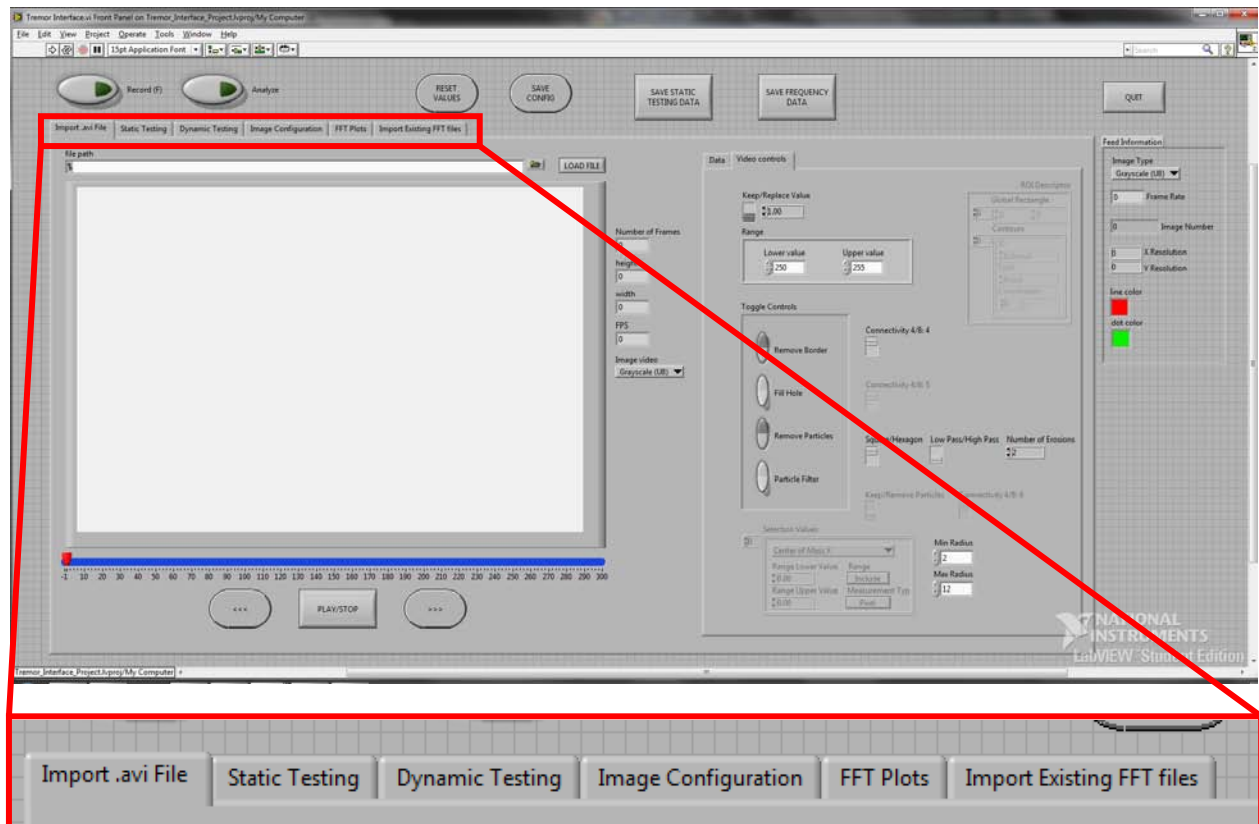 Tremor Interface.vi Front Panel on Tremor_Interface_Project.lvproj/My Computer
File Edit View Project Operate Tools Window Help
15pt Application Font
Search
Record (F)
Analyze
RESET
VALUES
SAVE
CONFIG
SAVE STATIC
TESTING DATA
SAVE FREQUENCY
DATA
QUIT
Import .avi File Static Testing Dynamic Testing Image Configuration FFT Plots Import Existing FFT files
file path
LOAD FILE
Number of Frames
0
height
0
width
0
FPS
0
Image video
Grayscale (U8)
-1 10 20 30 40 50 60 70 80 90 100 110 120 130 140 150 160 170 180 190 200 210 220 230 240 250 260 270 280 290 300
<<<
PLAY/STOP
>>>
Data Video controls
Keep/Replace Value
1.00
Range
Lower value Upper value
250 255
ROI Descriptor
Global Rectangle
Contours
Toggle Controls
Remove Border
Fill Hole
Remove Particles
Particle Filter
Connectivity 4/8: 4
Square/Hexagon Low Pass/High Pass Number of Erosions
2
Keep/Remove Particles
Selection Values
Center of Mass X
Range Lower Value Range
0.00 Include
Range Upper Value Measurement Typ
0.00 Pixel
Min Radius
2
Max Radius
12
Feed Information
Image Type
Grayscale (U8)
0 Frame Rate
0 Image Number
0 X Resolution
0 Y Resolution
line color
dot color
NATIONAL
INSTRUMENTS
LabVIEW Student Edition
Tremor_Interface_Project.lvproj/My Computer
Import .avi File Static Testing Dynamic Testing Image Configuration FFT Plots Import Existing FFT files